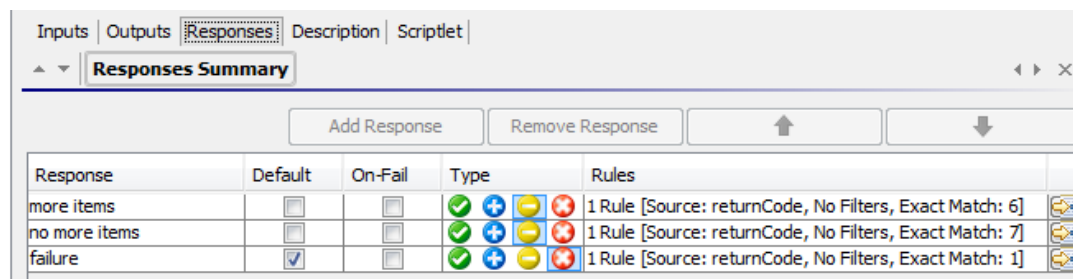 Inputs Outputs Responses Description Scriptlet
Responses Summary
Add Response Remove Response
Response Default On-Fail Type Rules
more items 1 Rule [Source: returnCode, No Filters, Exact Match: 6]
no more items 1 Rule [Source: returnCode, No Filters, Exact Match: 7]
failure 1 Rule [Source: returnCode, No Filters, Exact Match: 1]